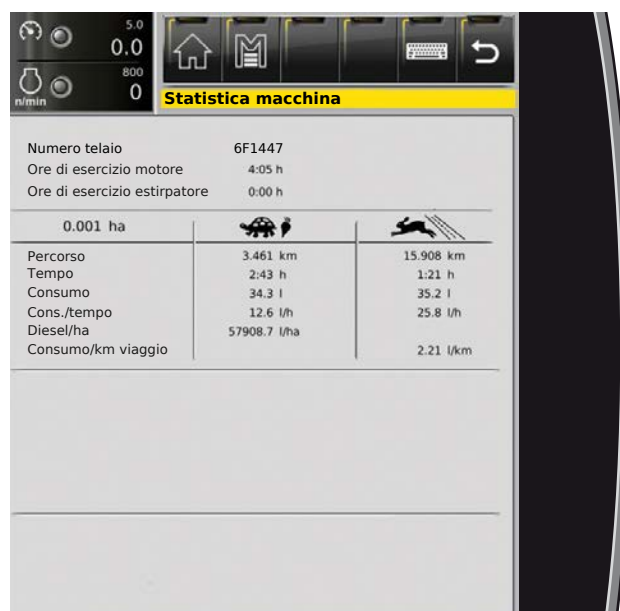 5.0
0.0
800
n/min 0
Statistica macchina
Numero telaio 6F1447
Ore di esercizio motore 4:05 h
Ore di esercizio estirpatore 0:00 h
0.001 ha
Percorso 3.461 km 15.908 km
Tempo 2:43 h 1:21 h
Consumo 34.3 l 35.2 l
Cons./tempo 12.6 l/h 25.8 l/h
Diesel/ha 57908.7 l/ha
Consumo/km viaggio 2.21 l/km